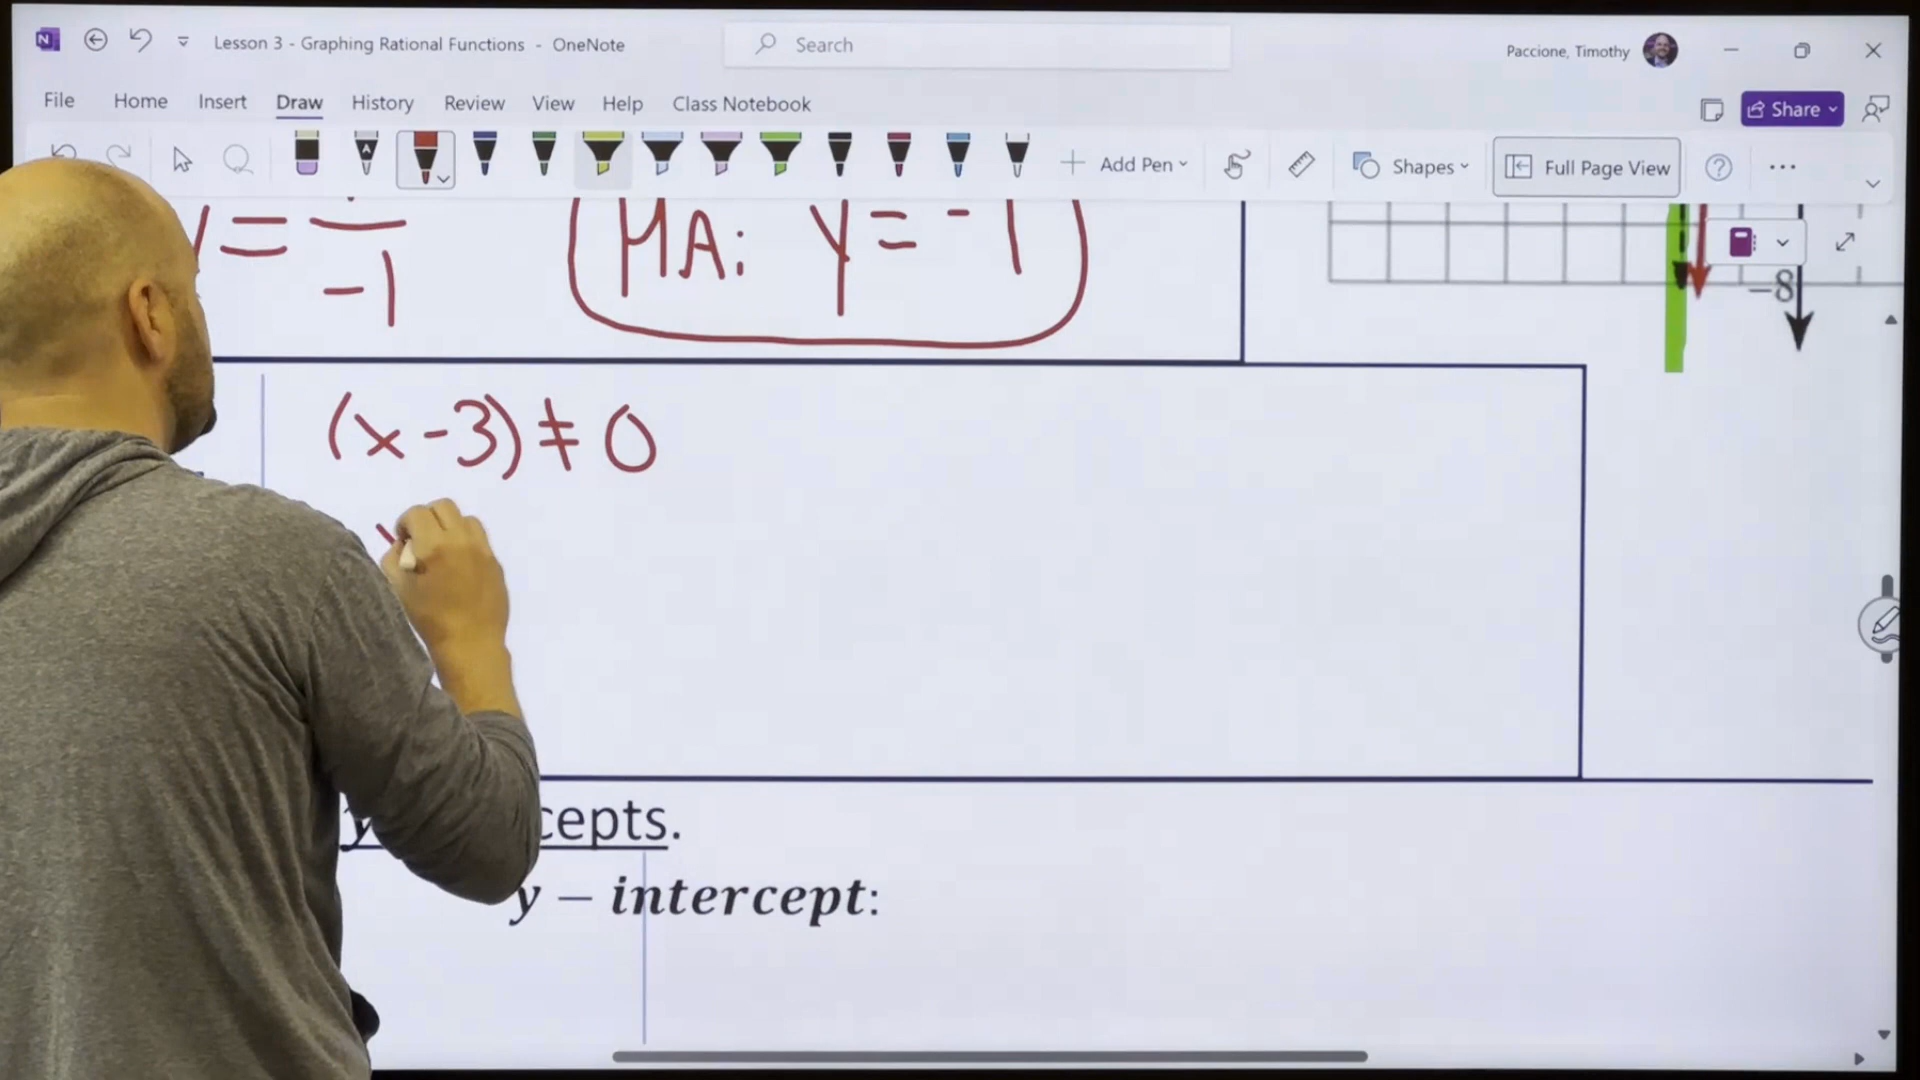 Lesson 3 - Graphing Rational Functions - OneNote
Search
Paccione, Timothy
File Home Insert Draw History Review View Help Class Notebook
Share
A
Add Pen
Shapes
Full Page View
y = — / -1
HA: y = -1
-8
(x-3) ≠ 0
cepts.
y – intercept: